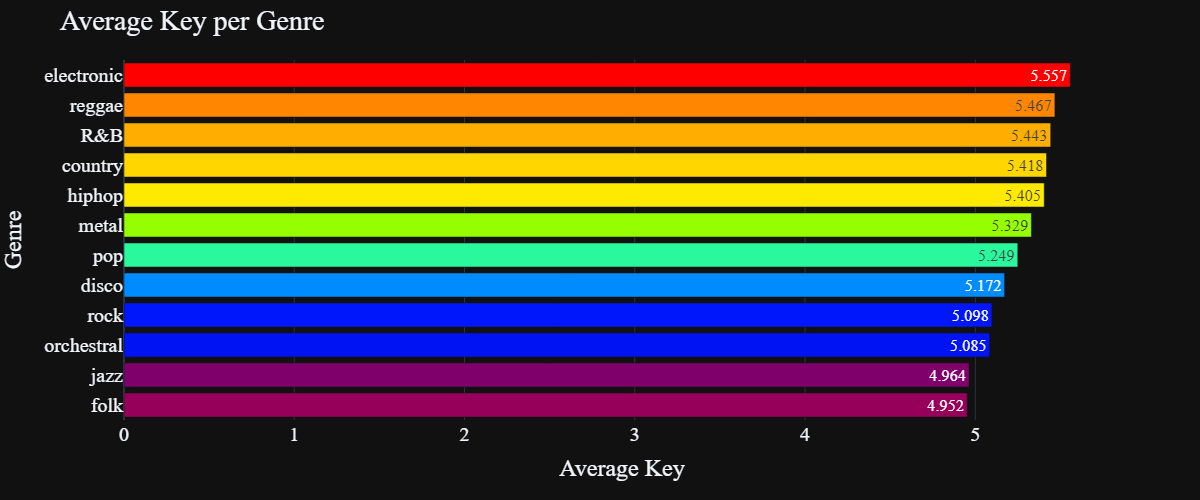 Average Key per Genre
electronic 5.557
reggae 5.467
R&B 5.443
country 5.418
hiphop 5.405
metal 5.329
pop 5.249
disco 5.172
rock 5.098
orchestral 5.085
jazz 4.964
folk 4.952
Genre
0 1 2 3 4 5
Average Key